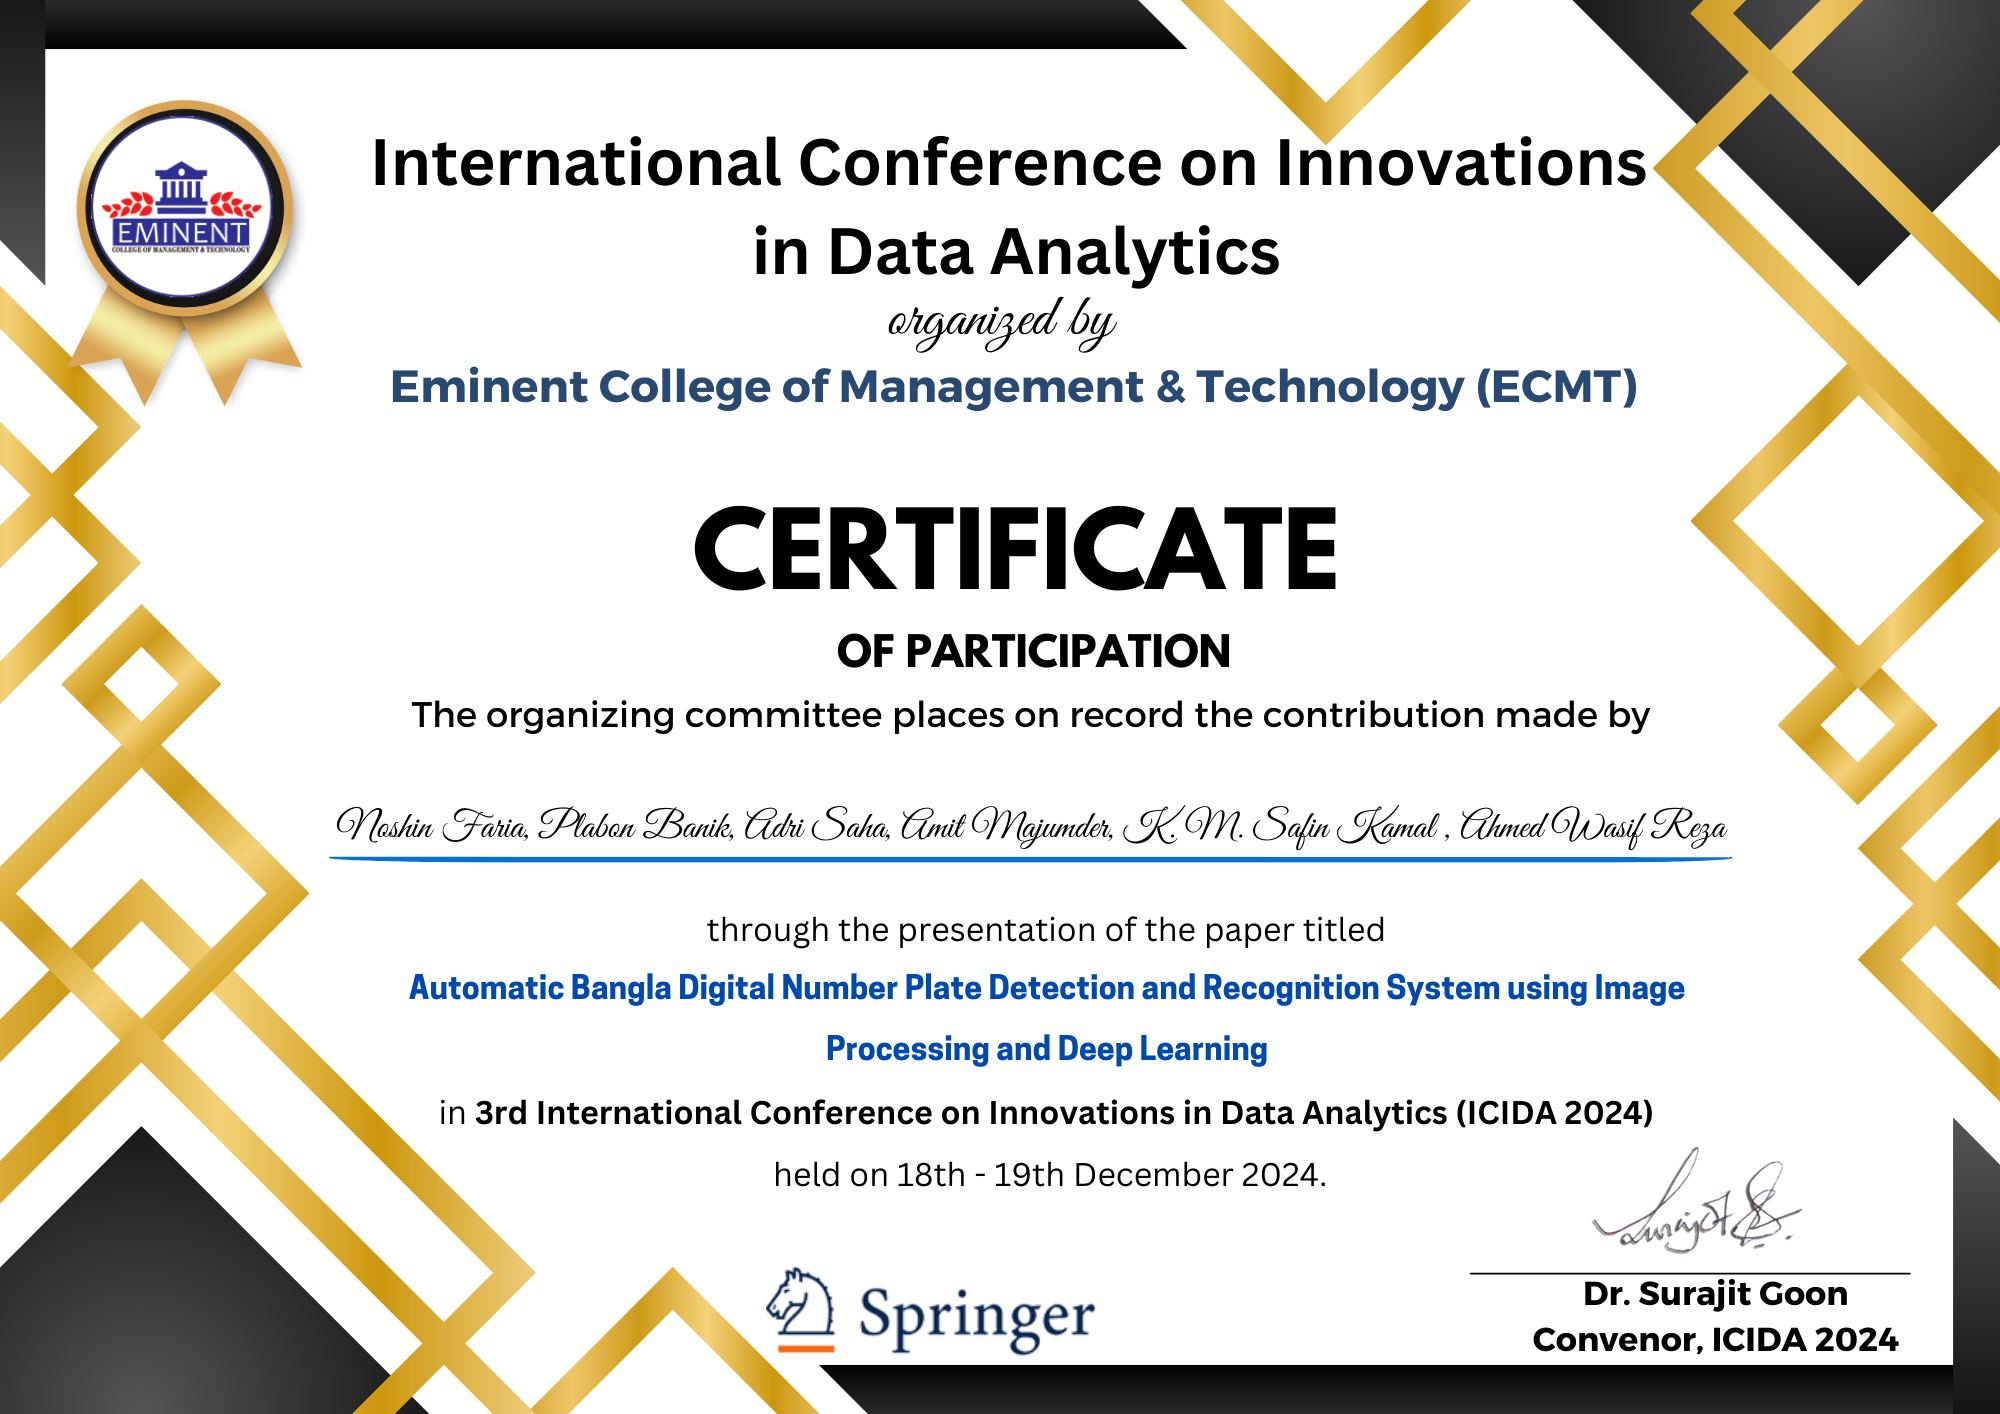 EMINENT
COLLEGE OF MANAGEMENT & TECHNOLOGY
International Conference on Innovations
in Data Analytics
organized by
Eminent College of Management & Technology (ECMT)
CERTIFICATE
OF PARTICIPATION
The organizing committee places on record the contribution made by
Noshin Faria, Plabon Banik, Adri Saha, Amit Majumder, K. M. Safin Kamal , Ahmed Wasif Reza
through the presentation of the paper titled
Automatic Bangla Digital Number Plate Detection and Recognition System using Image
Processing and Deep Learning
in 3rd International Conference on Innovations in Data Analytics (ICIDA 2024)
held on 18th - 19th December 2024.
Springer
Dr. Surajit Goon
Convenor, ICIDA 2024